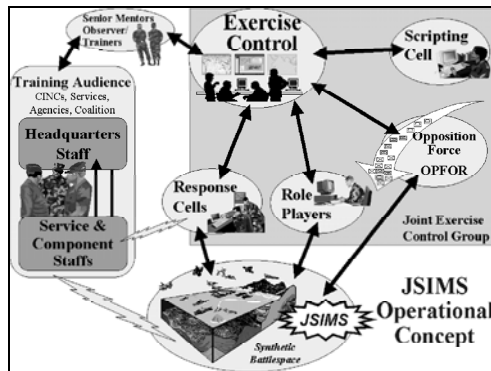 Senior Mentors
Observer/
Trainers
Exercise
Control
Scripting
Cell
Training Audience
CINCs, Services,
Agencies, Coalition
Headquarters
Staff
Service &
Component
Staffs
Response
Cells
Role
Players
Opposition
Force
OPFOR
Joint Exercise
Control Group
JSIMS
Synthetic Battlespace
JSIMS
Operational
Concept